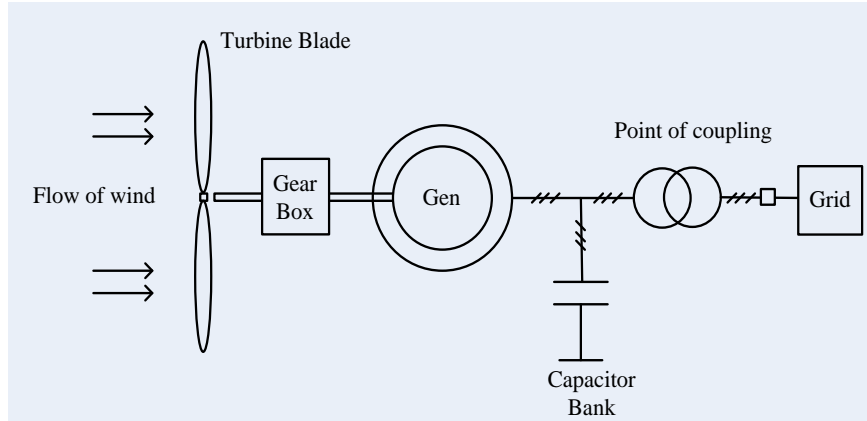 Turbine Blade
Point of coupling
Flow of wind
Gear
Box
Gen
Grid
Capacitor
Bank